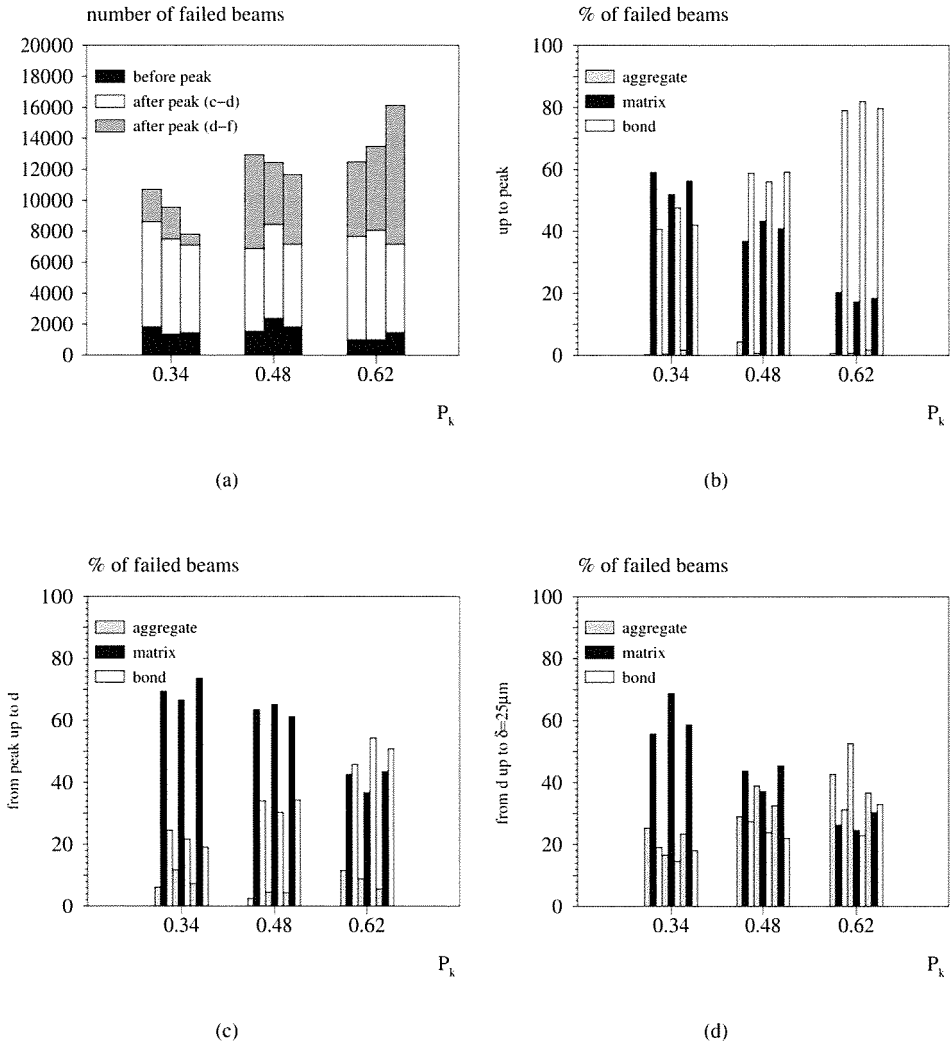 number of failed beams
20000
18000
16000
14000
12000
10000
8000
6000
4000
2000
0
before peak
after peak (c-d)
after peak (d-f)
0.34 0.48 0.62
P_k
(a)
% of failed beams
up to peak
100
80
60
40
20
0
aggregate
matrix
bond
0.34 0.48 0.62
P_k
(b)
% of failed beams
from peak up to d
100
80
60
40
20
0
aggregate
matrix
bond
0.34 0.48 0.62
P_k
(c)
% of failed beams
from d up to δ=25μm
100
80
60
40
20
0
aggregate
matrix
bond
0.34 0.48 0.62
P_k
(d)